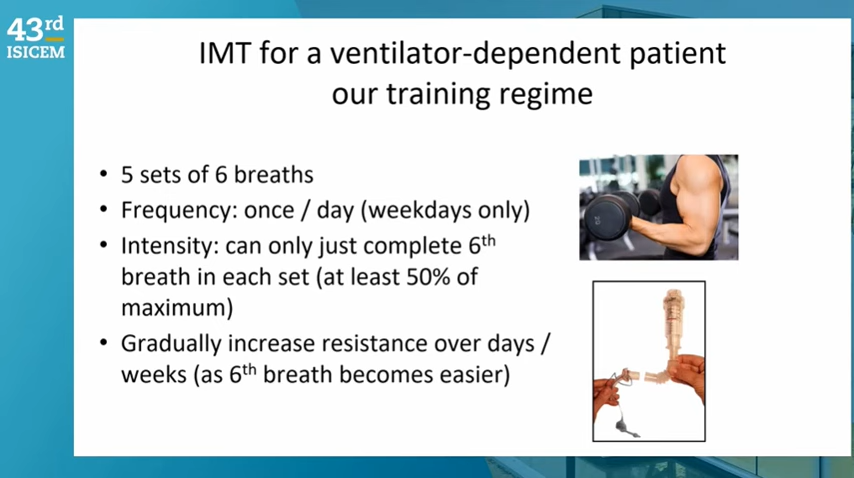 43rd
ISICEM
IMT for a ventilator-dependent patient
our training regime
• 5 sets of 6 breaths
• Frequency: once / day (weekdays only)
• Intensity: can only just complete 6th
breath in each set (at least 50% of
maximum)
• Gradually increase resistance over days /
weeks (as 6th breath becomes easier)